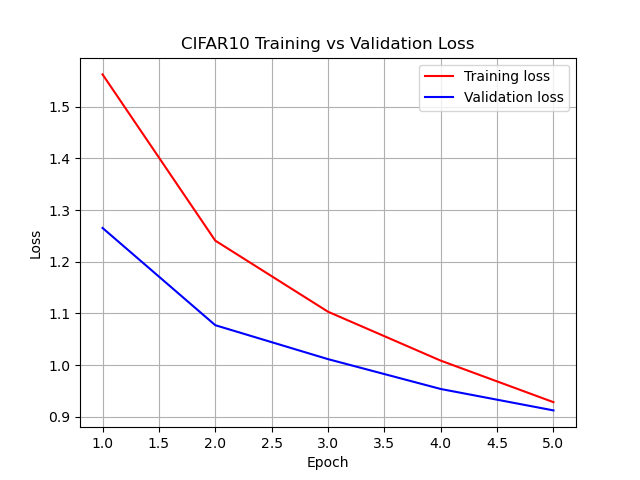 CIFAR10 Training vs Validation Loss
Training loss
Validation loss
1.5
1.4
1.3
1.2
1.1
1.0
0.9
Loss
1.0 1.5 2.0 2.5 3.0 3.5 4.0 4.5 5.0
Epoch